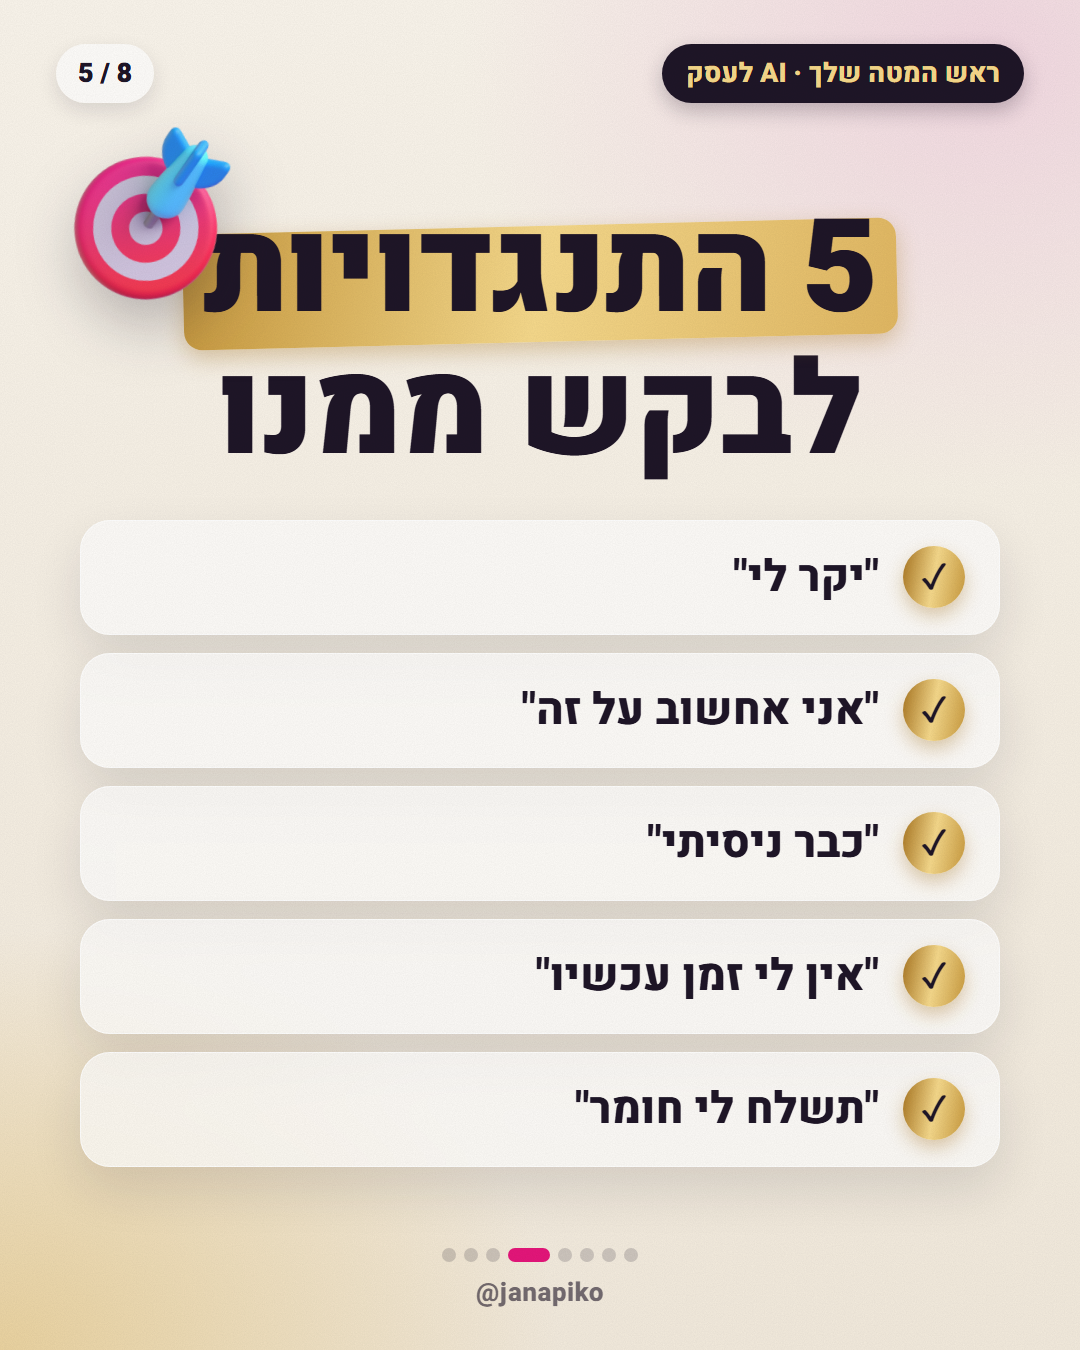 ראש המטה שלך · AI לעסק
5 / 8
5 התנגדויות
לבקש ממנו
"יקר לי"
"אני אחשוב על זה"
"כבר ניסיתי"
"אין לי זמן עכשיו"
"תשלח לי חומר"
@janapiko